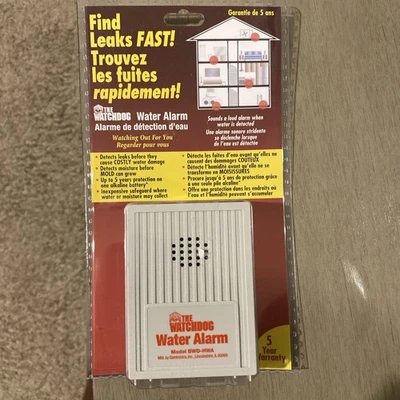 Garantie de 5 ans
Find
Leaks FAST!
Trouvez
les fuites
rapidement!
THE
WATCHDOG Water Alarm
Alarme de détection d'eau
Watching Out For You
Regarder pour vous
Sounds a loud alarm when
water is detected
Une alarme sonore stridente
se déclenche lorsque
de l'eau est détectée
• Detects leaks before they
cause COSTLY water damage
• Detects moisture before
MOLD can grow
• Up to 5 years protection on
one alkaline battery*
• Inexpensive safeguard where
water or moisture may collect
• Détecte les fuites d'eau avant qu'elles ne
causent des dommages COUTEUX
• Détecte l'humidité avant qu'elle ne se
transforme en MOISISSURES
• Procure jusqu'à 5 ans de protection grâce
à une seule pile alcaline*
• Offre une protection dans les endroits où
l'eau et l'humidité peuvent s'accumuler
THE
WATCHDOG
Water Alarm
Model BWD-HWA
5
Year
Warranty